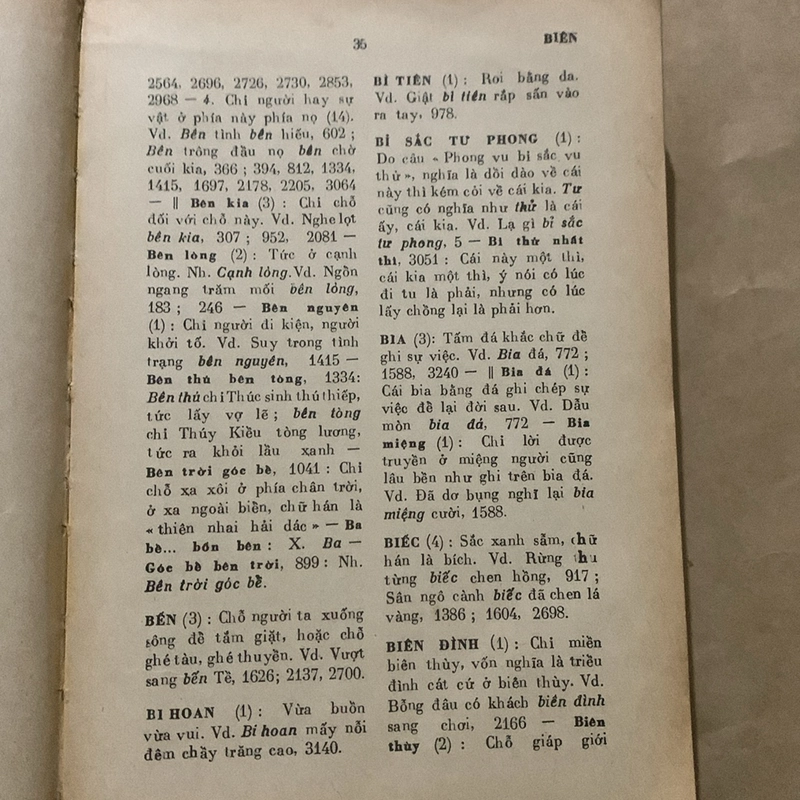 35
BIÊN
2564, 2696, 2726, 2730, 2853,
2968 — 4. Chỉ người hay sự
vật ở phía này phía nọ (14).
Vd. Bên tình bên hiếu, 602 ;
Bên trông đầu nọ bên chờ
cuối kia, 366 ; 394, 812, 1334,
1415, 1697, 2178, 2205, 3064
— ‖ Bên kia (3) : Chỉ chỗ
đối với chỗ này. Vd. Nghe lọt
bên kia, 307 ; 952, 2081 —
Bên lòng (2) : Tức ở cạnh
lòng. Nh. Cạnh lòng. Vd. Ngồn
ngang trăm mối bên lòng,
183 ; 246 — Bên nguyên
(1) : Chỉ người đi kiện, người
khởi tố. Vd. Suy trong tình
trạng bên nguyên, 1415 —
Bên thú bên tòng, 1334:
Bên thú chỉ Thúc sinh thú thiếp,
tức lấy vợ lẽ ; bên tòng
chỉ Thúy Kiều tòng lương,
tức ra khỏi lầu xanh —
Bên trời góc bể, 1041 : Chỉ
chỗ xa xôi ở phía chân trời,
ở xa ngoài biển, chữ hán là
« thiên nhai hải dác » — Ba
bề... bốn bên : X. Ba —
Góc bể bên trời, 899 : Nh.
Bên trời góc bể.
BẾN (3) : Chỗ người ta xuống
sông để tắm giặt, hoặc chỗ
ghé tàu, ghé thuyền. Vd. Vượt
sang bến Tề, 1626; 2137, 2700.
BI HOAN (1) : Vừa buồn
vừa vui. Vd. Bi hoan mấy nỗi
đêm chầy trăng cao, 3140.
BÌ TIÊN (1) : Roi bằng da.
Vd. Giật bì tiên rắp sấn vào
ra tay, 978.
BỈ SẮC TƯ PHONG (1) :
Do câu « Phong vu bỉ sắc vu
thử », nghĩa là dồi dào về cái
này thì kém cỏi về cái kia. Tư
cũng có nghĩa như thử là cái
ấy, cái kia. Vd. Lạ gì bỉ sắc
tư phong, 5 — Bỉ thử nhất
thì, 3051 : Cái này một thì,
cái kia một thì, ý nói có lúc
đi tu là phải, nhưng có lúc
lấy chồng lại là phải hơn.
BIA (3): Tấm đá khắc chữ để
ghi sự việc. Vd. Bia đá, 772 ;
1588, 3240 — ‖ Bia đá (1) :
Cái bia bằng đá ghi chép sự
việc để lại đời sau. Vd. Dẫu
mòn bia đá, 772 — Bia
miệng (1) : Chỉ lời được
truyền ở miệng người cũng
lâu bền như ghi trên bia đá.
Vd. Đã dơ bụng nghĩ lại bia
miệng cười, 1588.
BIẾC (4) : Sắc xanh sẫm, chữ
hán là bích. Vd. Rừng thu
từng biếc chen hồng, 917 ;
Sân ngô cành biếc đã chen lá
vàng, 1386 ; 1604, 2698.
BIÊN ĐÌNH (1) : Chỉ miền
biên thùy, vốn nghĩa là triều
đình cát cứ ở biên thùy. Vd.
Bỗng đâu có khách biên đình
sang chơi, 2166 — Biên
thùy (2) : Chỗ giáp giới